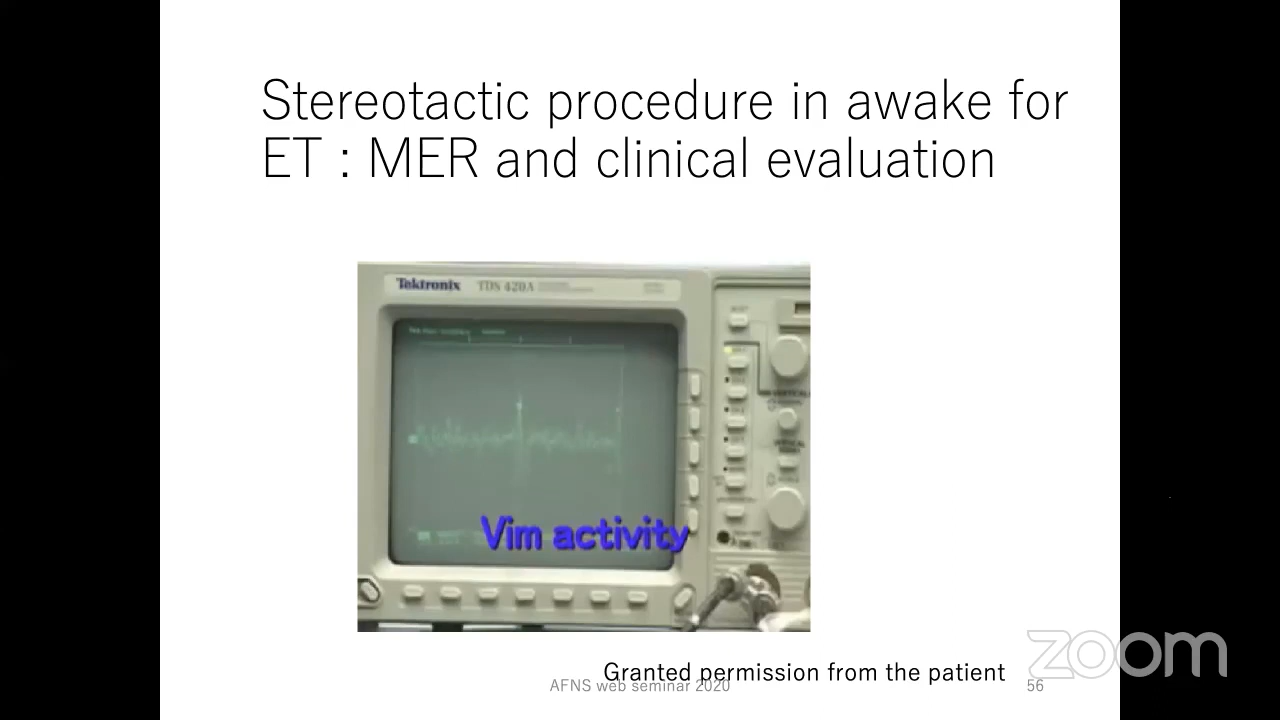 Stereotactic procedure in awake for
ET : MER and clinical evaluation
Tektronix TDS 420A
Vim activity
Granted permission from the patient
AFNS web seminar 2020
56
zoom